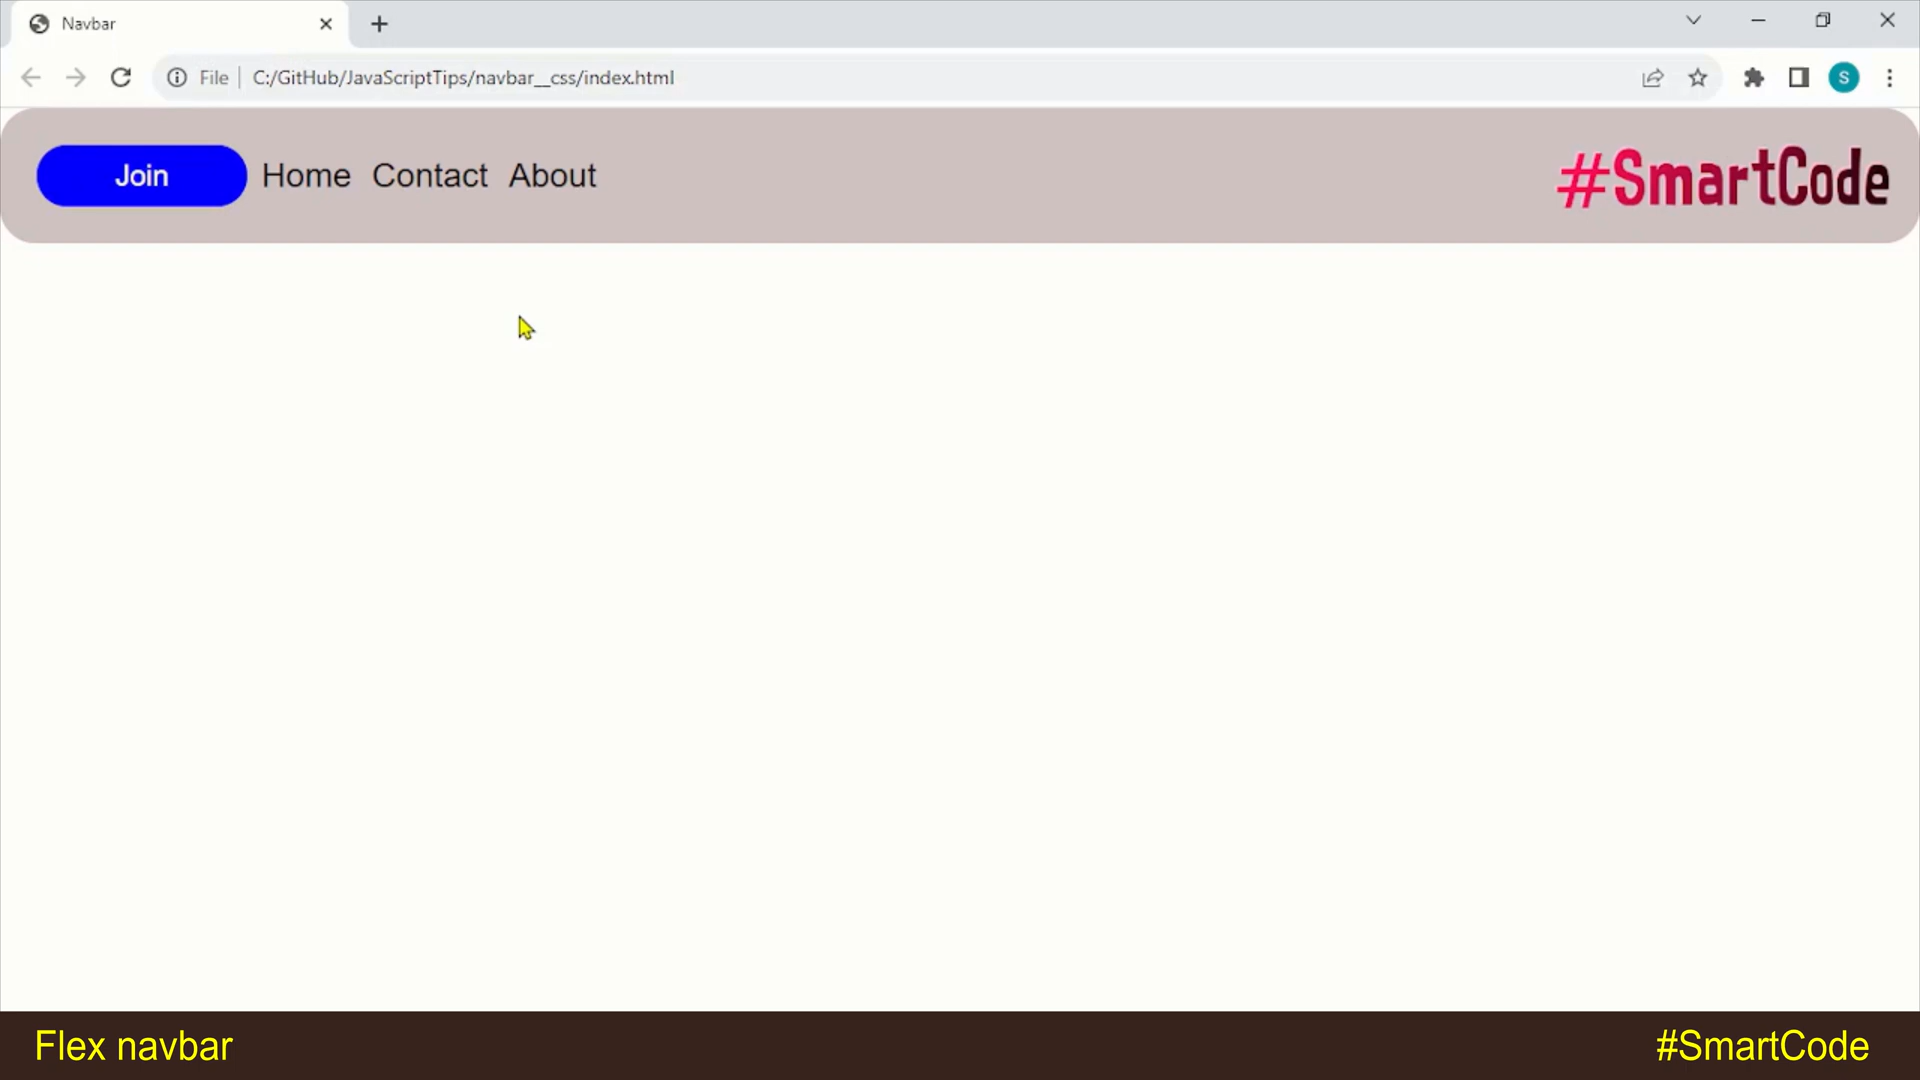 Navbar
File C:/GitHub/JavaScriptTips/navbar__css/index.html
S
Join Home Contact About #SmartCode
Flex navbar #SmartCode